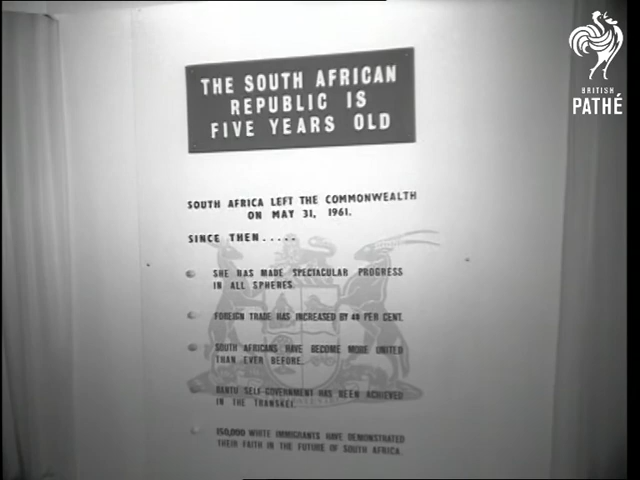 THE SOUTH AFRICAN
REPUBLIC IS
FIVE YEARS OLD
SOUTH AFRICA LEFT THE COMMONWEALTH
ON MAY 31, 1961.
SINCE THEN.....
SHE HAS MADE SPECTACULAR PROGRESS
IN ALL SPHERES.
FOREIGN TRADE HAS INCREASED BY 40 PER CENT.
SOUTH AFRICANS HAVE BECOME MORE UNITED
THAN EVER BEFORE.
BANTU SELF-GOVERNMENT HAS BEEN ACHIEVED
IN THE TRANSKEI.
150,000 WHITE IMMIGRANTS HAVE DEMONSTRATED
THEIR FAITH IN THE FUTURE OF SOUTH AFRICA.
BRITISH
PATHÉ